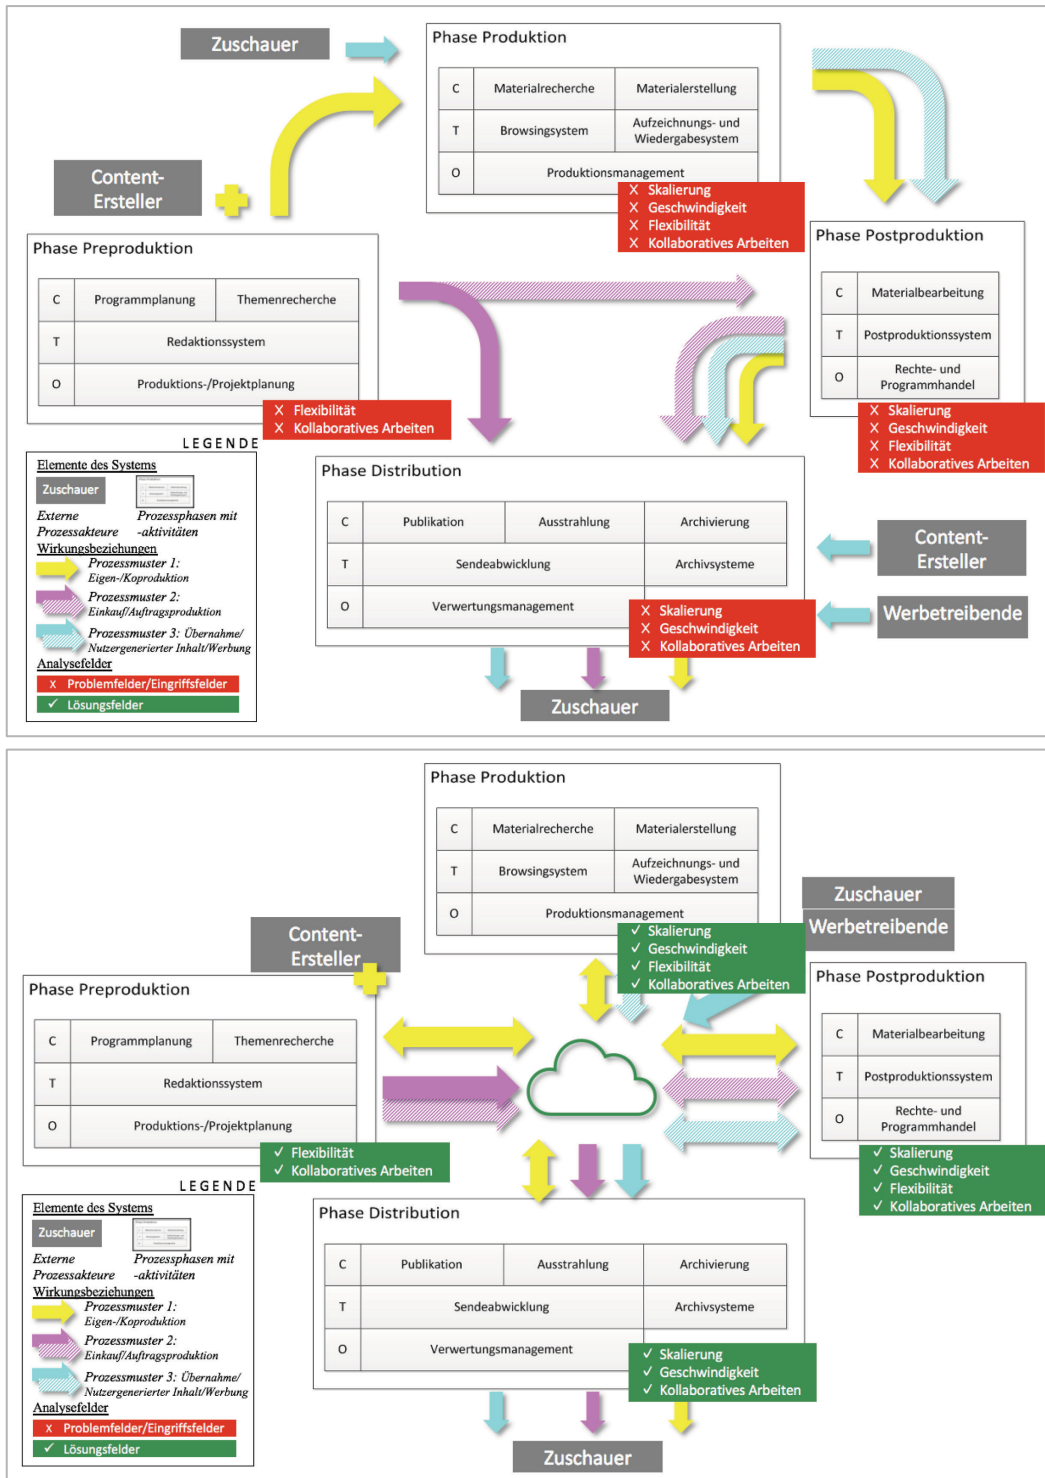 Zuschauer
Phase Produktion
C Materialrecherche Materialerstellung
T Browsingsystem Aufzeichnungs- und
Wiedergabesystem
O Produktionsmanagement
X Skalierung
X Geschwindigkeit
X Flexibilität
X Kollaboratives Arbeiten
Content-
Ersteller
Phase Preproduktion
C Programmplanung Themenrecherche
T Redaktionssystem
O Produktions-/Projektplanung
X Flexibilität
X Kollaboratives Arbeiten
Phase Postproduktion
C Materialbearbeitung
T Postproduktionssystem
O Rechte- und
Programmhandel
X Skalierung
X Geschwindigkeit
X Flexibilität
X Kollaboratives Arbeiten
LEGENDE
Elemente des Systems
Zuschauer
Externe Prozessphasen mit
Prozessakteure -aktivitäten
Wirkungsbeziehungen
Prozessmuster 1:
Eigen-/Koproduktion
Prozessmuster 2:
Einkauf/Auftragsproduktion
Prozessmuster 3: Übernahme/
Nutzergenerierter Inhalt/Werbung
Analysefelder
x Problemfelder/Eingriffsfelder
✓ Lösungsfelder
Phase Distribution
C Publikation Ausstrahlung Archivierung
T Sendeabwicklung Archivsysteme
O Verwertungsmanagement
X Skalierung
X Geschwindigkeit
X Kollaboratives Arbeiten
Content-
Ersteller
Werbetreibende
Zuschauer
Phase Produktion
C Materialrecherche Materialerstellung
T Browsingsystem Aufzeichnungs- und
Wiedergabesystem
O Produktionsmanagement
✓ Skalierung
✓ Geschwindigkeit
✓ Flexibilität
✓ Kollaboratives Arbeiten
Zuschauer
Werbetreibende
Content-
Ersteller
Phase Preproduktion
C Programmplanung Themenrecherche
T Redaktionssystem
O Produktions-/Projektplanung
✓ Flexibilität
✓ Kollaboratives Arbeiten
Phase Postproduktion
C Materialbearbeitung
T Postproduktionssystem
O Rechte- und
Programmhandel
✓ Skalierung
✓ Geschwindigkeit
✓ Flexibilität
✓ Kollaboratives Arbeiten
LEGENDE
Elemente des Systems
Zuschauer
Externe Prozessphasen mit
Prozessakteure -aktivitäten
Wirkungsbeziehungen
Prozessmuster 1:
Eigen-/Koproduktion
Prozessmuster 2:
Einkauf/Auftragsproduktion
Prozessmuster 3: Übernahme/
Nutzergenerierter Inhalt/Werbung
Analysefelder
x Problemfelder/Eingriffsfelder
✓ Lösungsfelder
Phase Distribution
C Publikation Ausstrahlung Archivierung
T Sendeabwicklung Archivsysteme
O Verwertungsmanagement
✓ Skalierung
✓ Geschwindigkeit
✓ Kollaboratives Arbeiten
Zuschauer